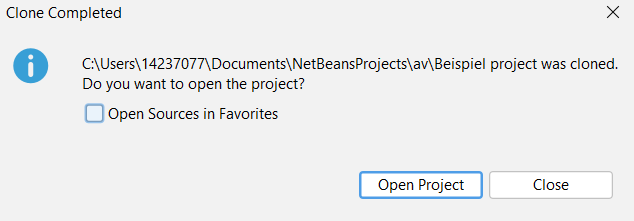 Clone Completed
C:\Users\14237077\Documents\NetBeansProjects\av\Beispiel project was cloned.
Do you want to open the project?
Open Sources in Favorites
Open Project Close